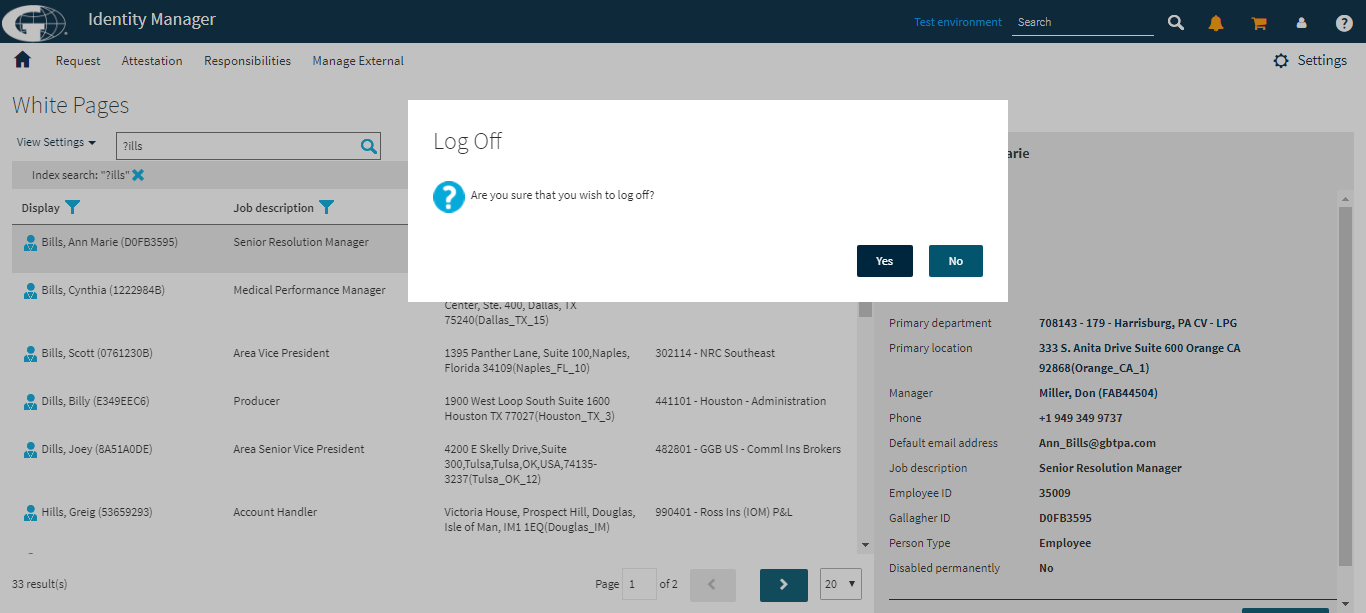 Identity Manager
Test environment
Search
Request
Attestation
Responsibilities
Manage External
Settings
White Pages
View Settings
?ills
Index search: "?ills"
Display
Job description
Bills, Ann Marie (D0FB3595)
Senior Resolution Manager
Bills, Cynthia (1222984B)
Medical Performance Manager
Center, Ste. 400, Dallas, TX
75240(Dallas_TX_15)
Bills, Scott (0761230B)
Area Vice President
1395 Panther Lane, Suite 100,Naples,
Florida 34109(Naples_FL_10)
302114 - NRC Southeast
Dills, Billy (E349EEC6)
Producer
1900 West Loop South Suite 1600
Houston TX 77027(Houston_TX_3)
441101 - Houston - Administration
Dills, Joey (8A51A0DE)
Area Senior Vice President
4200 E Skelly Drive,Suite
300,Tulsa,Tulsa,OK,USA,74135-
3237(Tulsa_OK_12)
482801 - GGB US - Comml Ins Brokers
Hills, Greig (53659293)
Account Handler
Victoria House, Prospect Hill, Douglas,
Isle of Man, IM1 1EQ(Douglas_IM)
990401 - Ross Ins (IOM) P&L
33 result(s)
Page 1 of 2
20
Log Off
Are you sure that you wish to log off?
Yes
No
arie
Primary department
708143 - 179 - Harrisburg, PA CV - LPG
Primary location
333 S. Anita Drive Suite 600 Orange CA
92868(Orange_CA_1)
Manager
Miller, Don (FAB44504)
Phone
+1 949 349 9737
Default email address
Ann_Bills@gbtpa.com
Job description
Senior Resolution Manager
Employee ID
35009
Gallagher ID
D0FB3595
Person Type
Employee
Disabled permanently
No